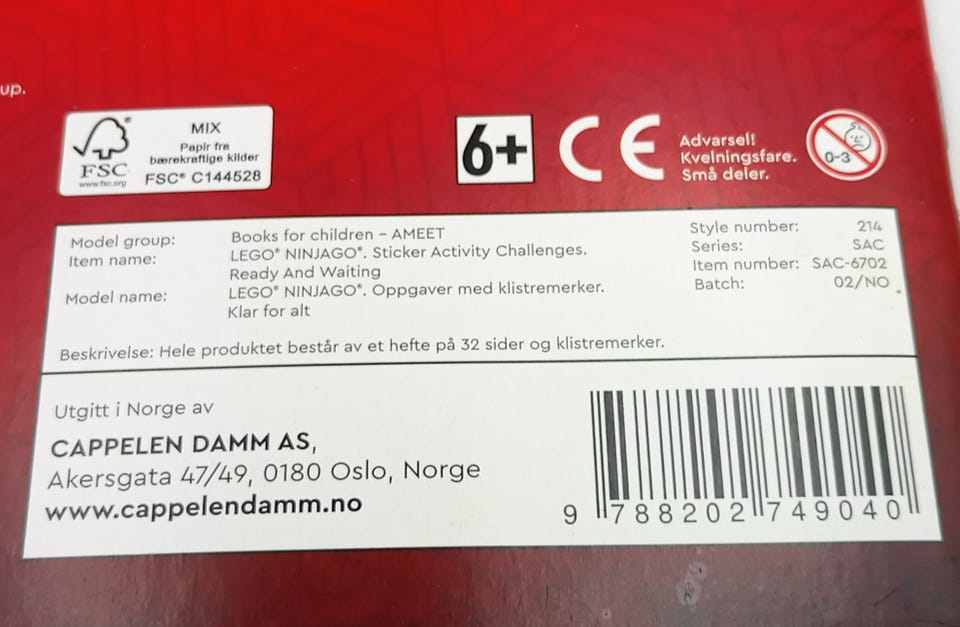 up.
MIX
Papir fra
bærekraftige kilder
FSC® C144528
FSC®
www.fsc.org
6+
CE
Advarsel!
Kvelningsfare.
Små deler.
0-3
Model group: Books for children – AMEET
Item name: LEGO® NINJAGO®. Sticker Activity Challenges.
Ready And Waiting
Model name: LEGO® NINJAGO®. Oppgaver med klistremerker.
Klar for alt
Style number: 214
Series: SAC
Item number: SAC-6702
Batch: 02/NO
Beskrivelse: Hele produktet består av et hefte på 32 sider og klistremerker.
Utgitt i Norge av
CAPPELEN DAMM AS,
Akersgata 47/49, 0180 Oslo, Norge
www.cappelendamm.no
9 788202 749040